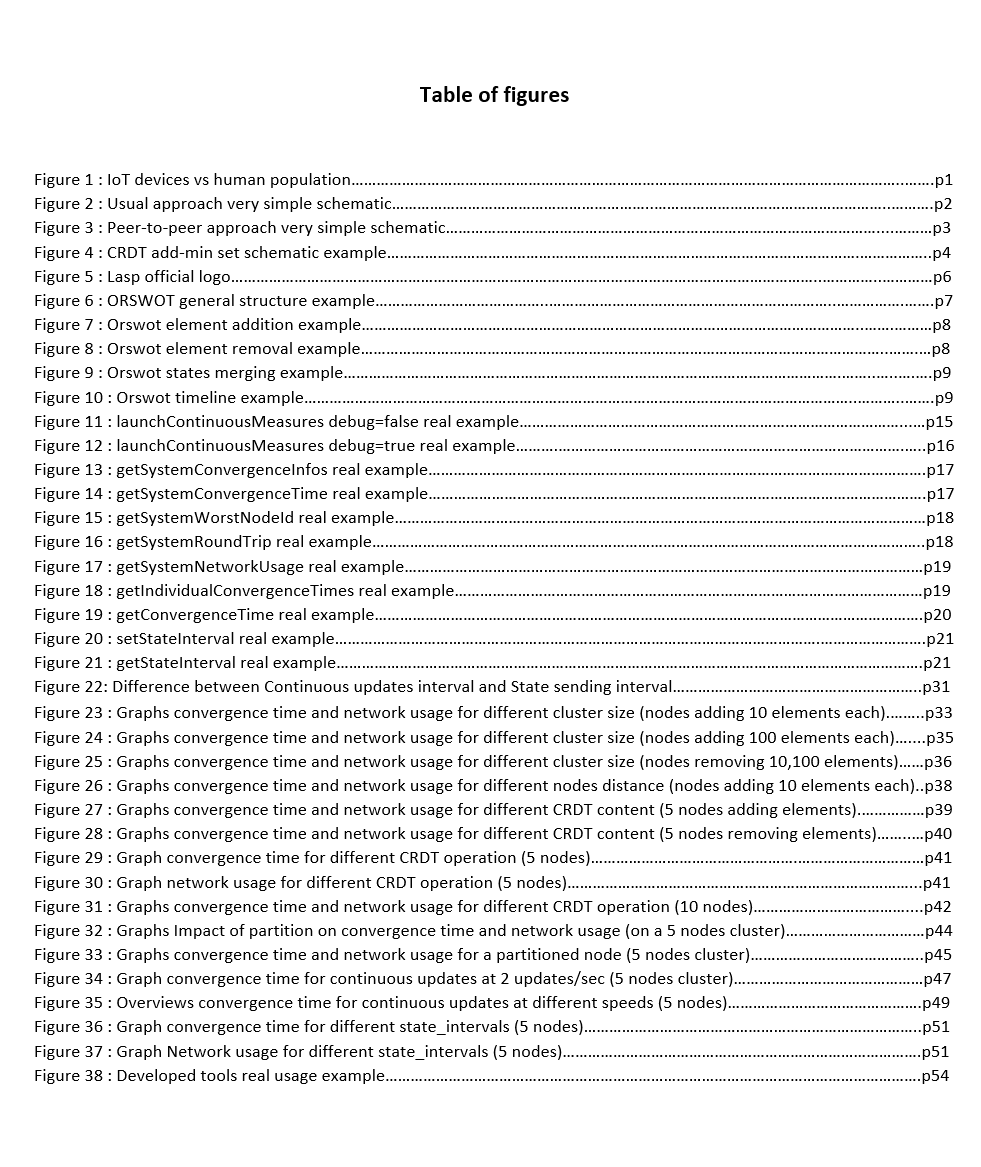 Table of figures
Figure 1 : IoT devices vs human population……………………………………………………………………………………………………..……..p1
Figure 2 : Usual approach very simple schematic………………………………………………………………………………………………….p2
Figure 3 : Peer-to-peer approach very simple schematic……………………………………………………………………………………….p3
Figure 4 : CRDT add-min set schematic example…………………………………………………………………………………………………..p4
Figure 5 : Lasp official logo…………………………………………………………………………………………………………………………………….p6
Figure 6 : ORSWOT general structure example……………………………………………………………………………………………………..p7
Figure 7 : Orswot element addition example………………………………………………………………………………………………………..p8
Figure 8 : Orswot element removal example………………………………………………………………………………………………………..p8
Figure 9 : Orswot states merging example…………………………………………………………………………………………………………….p9
Figure 10 : Orswot timeline example……………………………………………………………………………………………………………………..p9
Figure 11 : launchContinuousMeasures debug=false real example……………………………………………………………………...…p15
Figure 12 : launchContinuousMeasures debug=true real example………………………………………………………………………….p16
Figure 13 : getSystemConvergenceInfos real example…………………………………………………………………………………………..p17
Figure 14 : getSystemConvergenceTime real example…………………………………………………………………………………………..p17
Figure 15 : getSystemWorstNodeId real example………………………………………………………………………………………………….p18
Figure 16 : getSystemRoundTrip real example……………………………………………………………………………………………………...p18
Figure 17 : getSystemNetworkUsage real example……………………………………………………………………………………………….p19
Figure 18 : getIndividualConvergenceTimes real example……………………………………………………………………………………..p19
Figure 19 : getConvergenceTime real example……………………………………………………………………………………………………..p20
Figure 20 : setStateInterval real example………………………………………………………………………………………………………………p21
Figure 21 : getStateInterval real example……………………………………………………………………………………………………………..p21
Figure 22: Difference between Continuous updates interval and State sending interval…………………………………………..p31
Figure 23 : Graphs convergence time and network usage for different cluster size (nodes adding 10 elements each)……..p33
Figure 24 : Graphs convergence time and network usage for different cluster size (nodes adding 100 elements each)…....p35
Figure 25 : Graphs convergence time and network usage for different cluster size (nodes removing 10,100 elements)……p36
Figure 26 : Graphs convergence time and network usage for different nodes distance (nodes adding 10 elements each)..p38
Figure 27 : Graphs convergence time and network usage for different CRDT content (5 nodes adding elements)…………….p39
Figure 28 : Graphs convergence time and network usage for different CRDT content (5 nodes removing elements)……..…p40
Figure 29 : Graph convergence time for different CRDT operation (5 nodes)………………………………………………………………p41
Figure 30 : Graph network usage for different CRDT operation (5 nodes)…………………………………………………………………..p41
Figure 31 : Graphs convergence time and network usage for different CRDT operation (10 nodes)……………………………....p42
Figure 32 : Graphs Impact of partition on convergence time and network usage (on a 5 nodes cluster)………………………….p44
Figure 33 : Graphs convergence time and network usage for a partitioned node (5 nodes cluster)………………………………..p45
Figure 34 : Graph convergence time for continuous updates at 2 updates/sec (5 nodes cluster)……………………………………p47
Figure 35 : Overviews convergence time for continuous updates at different speeds (5 nodes)……………………………………..p49
Figure 36 : Graph convergence time for different state_intervals (5 nodes)………………………………………………………………..p51
Figure 37 : Graph Network usage for different state_intervals (5 nodes)…………………………………………………………………….p51
Figure 38 : Developed tools real usage example……………………………………………………………………………………………………….p54